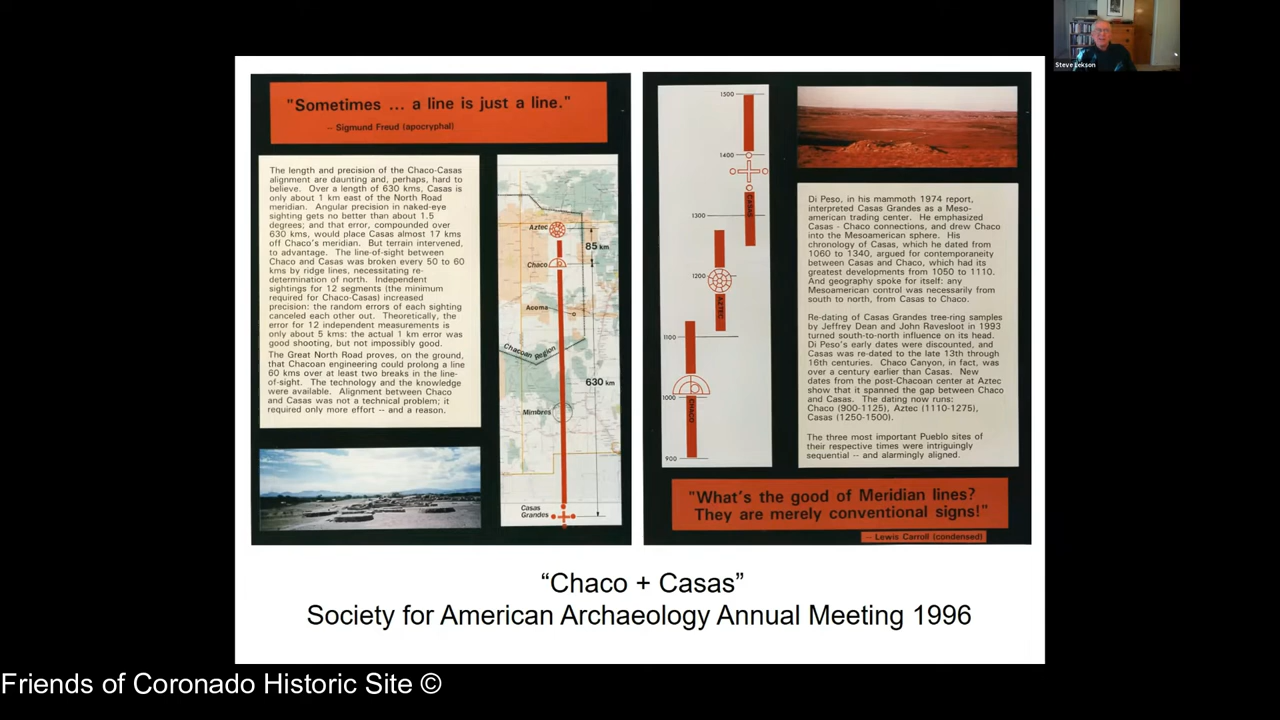 Steve Lekson
"Sometimes ... a line is just a line."
— Sigmund Freud (apocryphal)
The length and precision of the Chaco-Casas
alignment are daunting and, perhaps, hard to
believe. Over a length of 630 kms, Casas is
only about 1 km east of the North Road
meridian. Angular precision in naked-eye
sighting gets no better than about 1.5
degrees; and that error, compounded over
630 kms, would place Casas almost 17 kms
off Chaco's meridian. But terrain intervened,
to advantage. The line-of-sight between
Chaco and Casas was broken every 50 to 60
kms by ridge lines, necessitating re-
determination of north. Independent
sightings for 12 segments (the minimum
required for Chaco-Casas) increased
precision: the random errors of each sighting
canceled each other out. Theoretically, the
error for 12 independent measurements is
only about 5 kms: the actual 1 km error was
good shooting, but not impossibly good.
The Great North Road proves, on the ground,
that Chacoan engineering could prolong a line
60 kms over at least two breaks in the line-
of-sight. The technology and the knowledge
were available. Alignment between Chaco
and Casas was not a technical problem; it
required only more effort -- and a reason.
Aztec
85 km
Chaco
Acoma
Chacoan Region
630 km
Mimbres
Casas
Grandes
1500
1400
CASAS
1300
1200
AZTEC
1100
1000
CHACO
900
Di Peso, in his mammoth 1974 report,
interpreted Casas Grandes as a Meso-
american trading center. He emphasized
Casas - Chaco connections, and drew Chaco
into the Mesoamerican sphere. His
chronology of Casas, which he dated from
1060 to 1340, argued for contemporaneity
between Casas and Chaco, which had its
greatest developments from 1050 to 1110.
And geography spoke for itself: any
Mesoamerican control was necessarily from
south to north, from Casas to Chaco.
Re-dating of Casas Grandes tree-ring samples
by Jeffrey Dean and John Ravesloot in 1993
turned south-to-north influence on its head.
Di Peso's early dates were discounted, and
Casas was re-dated to the late 13th through
16th centuries. Chaco Canyon, in fact, was
over a century earlier than Casas. New
dates from the post-Chacoan center at Aztec
show that it spanned the gap between Chaco
and Casas. The dating now runs:
Chaco (900-1125), Aztec (1110-1275),
Casas (1250-1500).
The three most important Pueblo sites of
their respective times were intriguingly
sequential -- and alarmingly aligned.
"What's the good of Meridian lines?
They are merely conventional signs!"
— Lewis Carroll (condensed)
“Chaco + Casas”
Society for American Archaeology Annual Meeting 1996
Friends of Coronado Historic Site ©